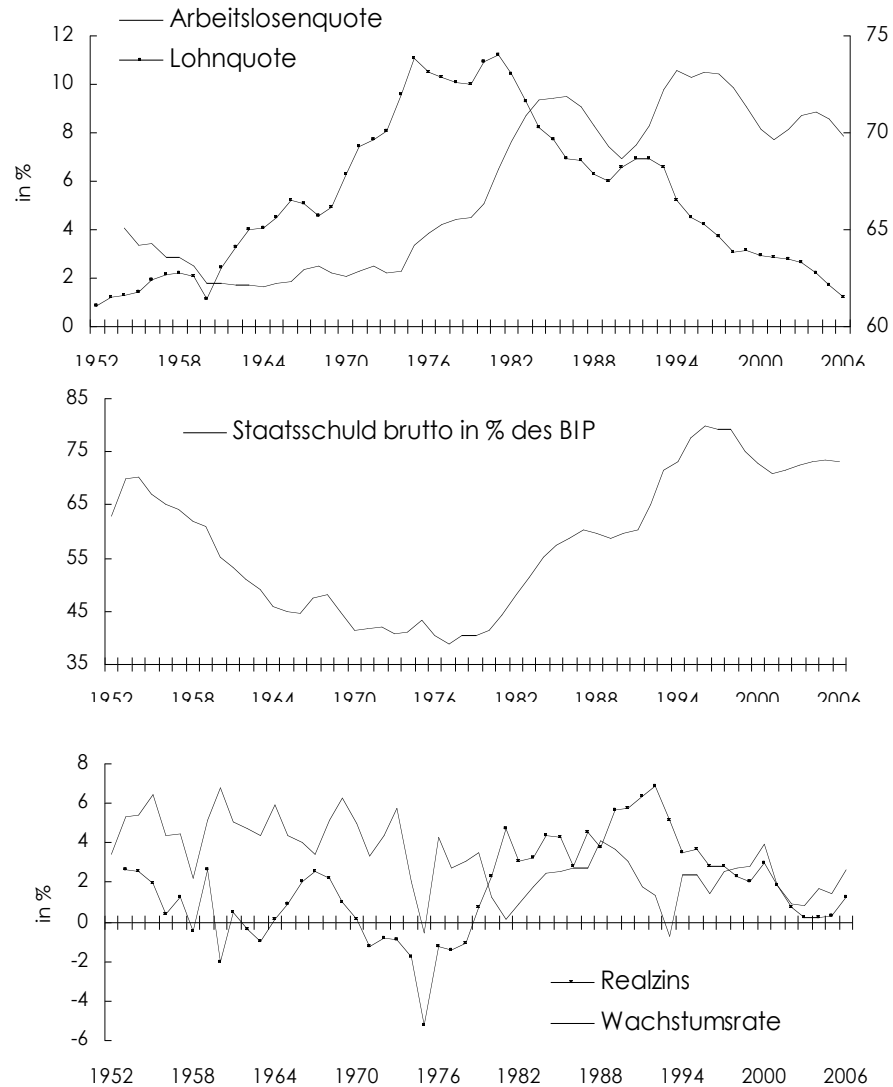 Arbeitslosenquote
Lohnquote
12 75
10
70
8
in %
6
65
4
2
0 60
1952 1958 1964 1970 1976 1982 1988 1994 2000 2006
85
Staatsschuld brutto in % des BIP
75
65
55
45
35
1952 1958 1964 1970 1976 1982 1988 1994 2000 2006
8
6
4
2
in %
0
-2
Realzins
-4
Wachstumsrate
-6
1952 1958 1964 1970 1976 1982 1988 1994 2000 2006